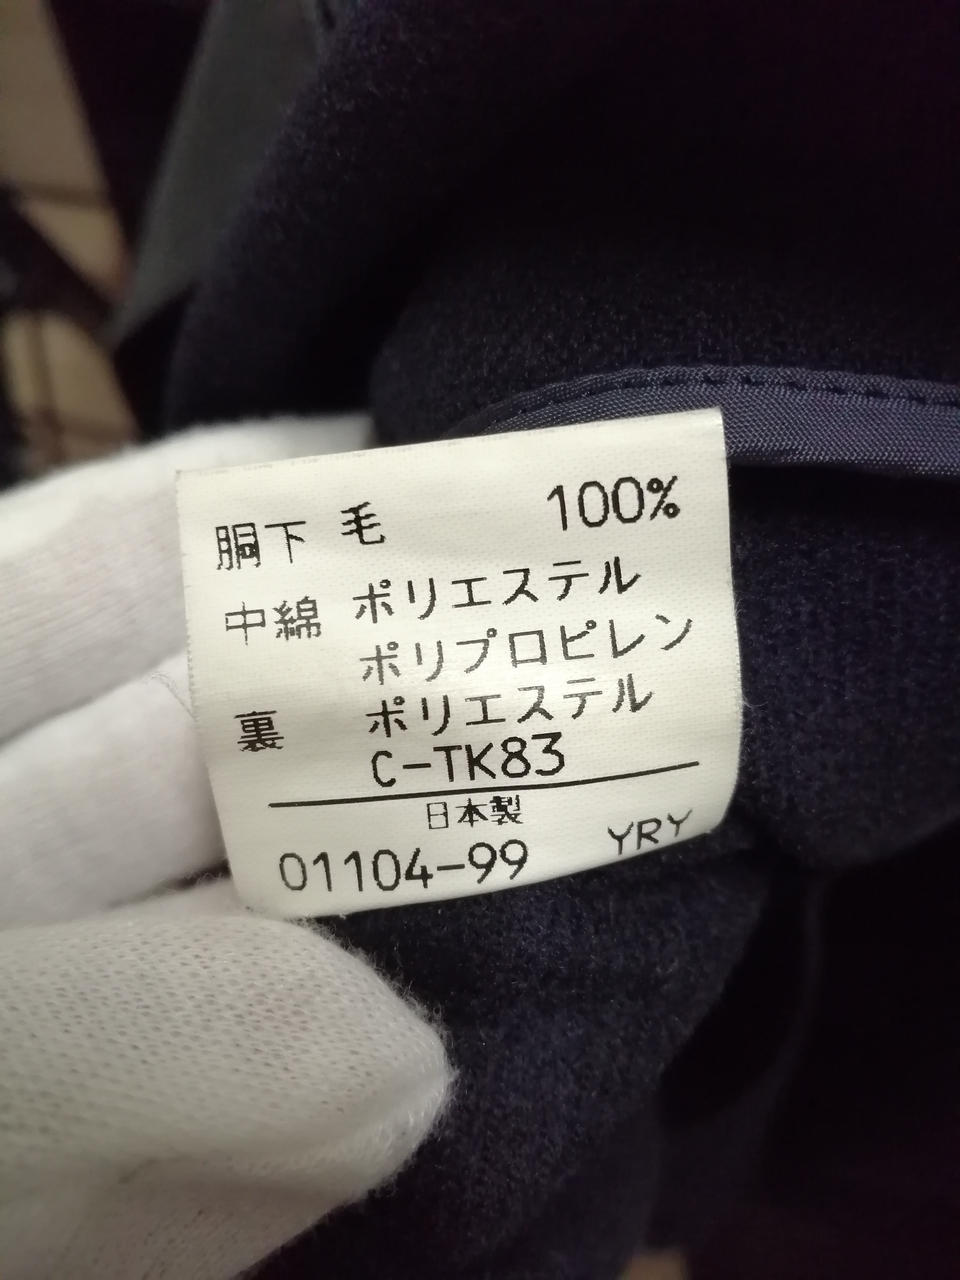 胴下 毛 100%
中綿 ポリエステル
ポリプロピレン
裏 ポリエステル
C-TK83
日本製
01104-99 YRY